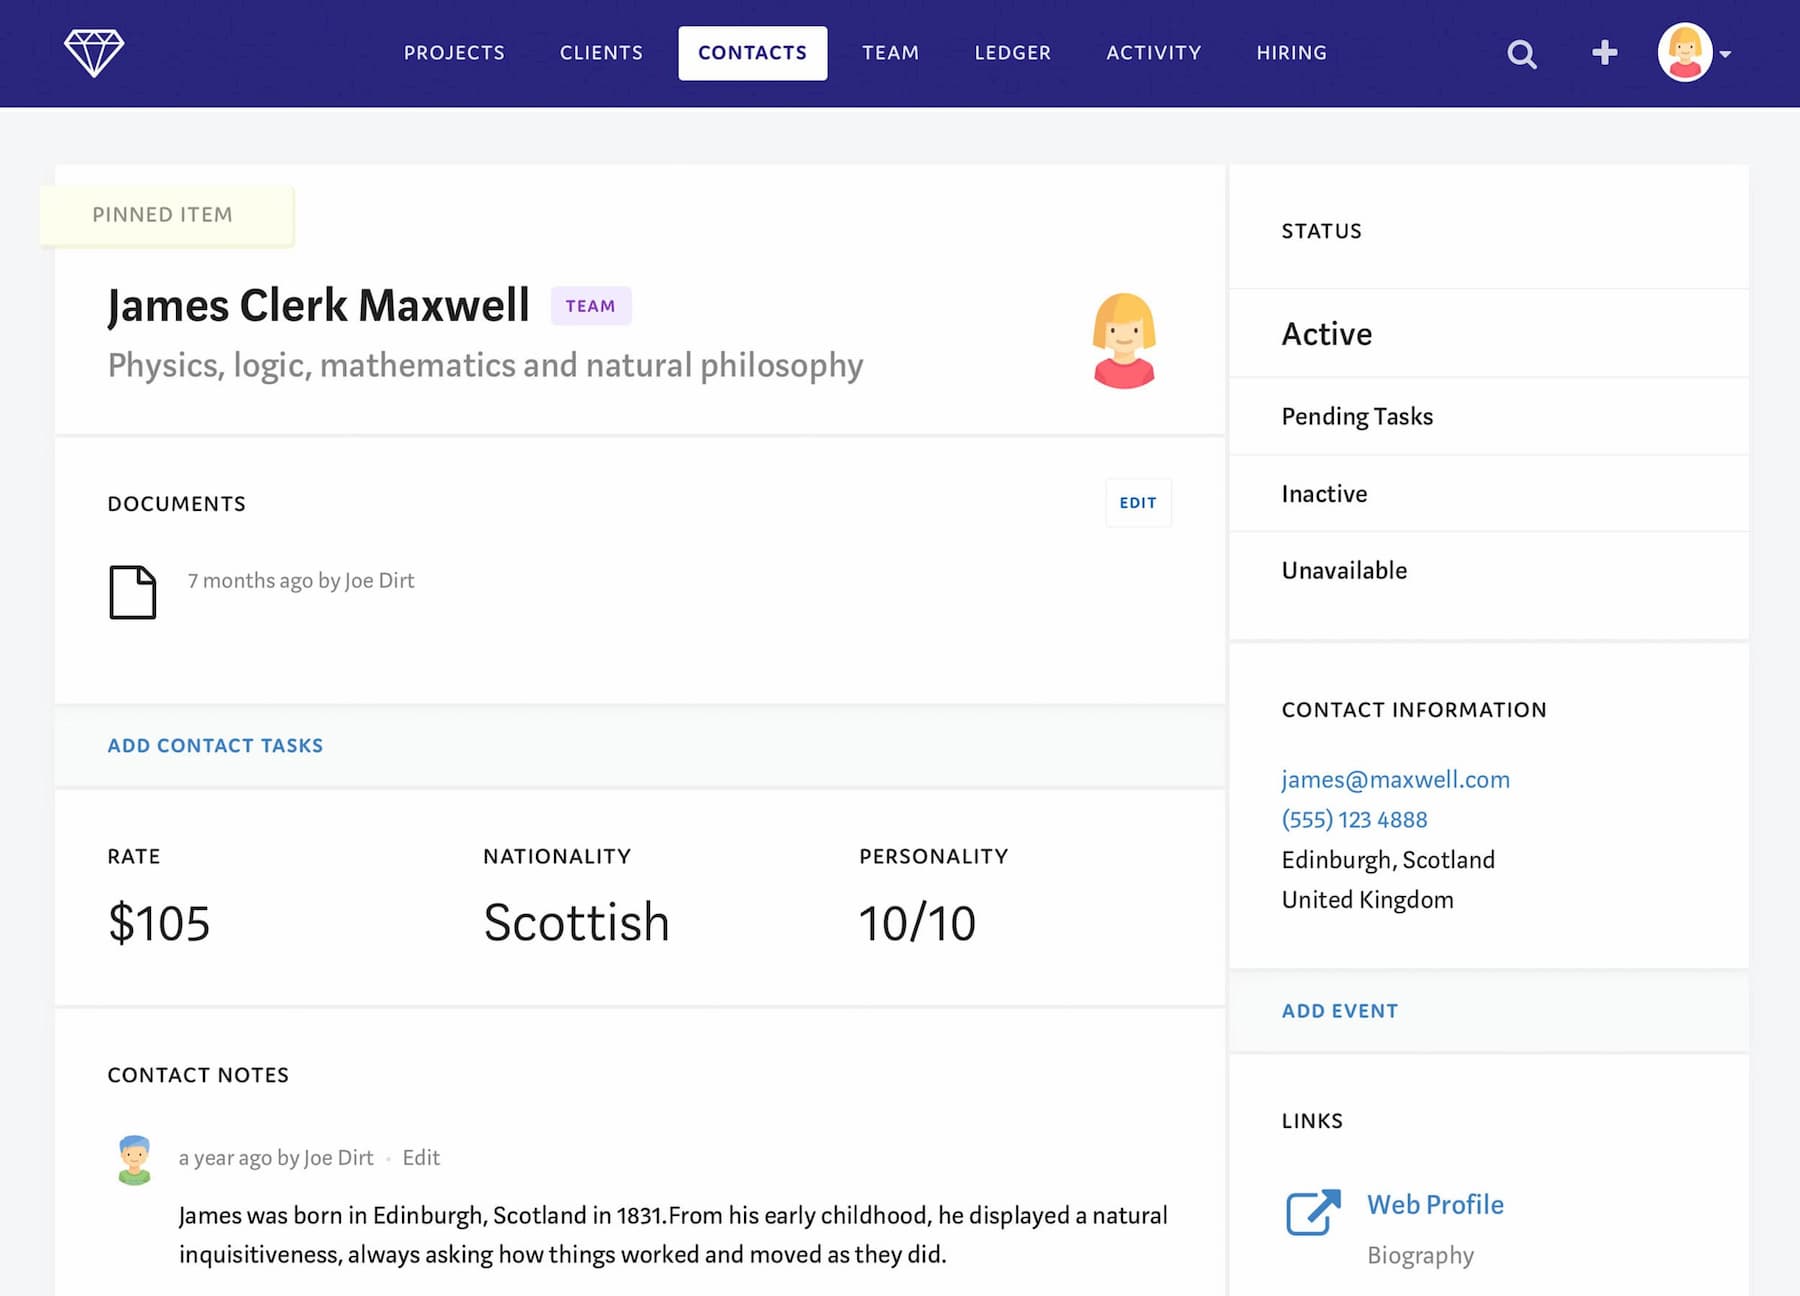 PROJECTS CLIENTS CONTACTS TEAM LEDGER ACTIVITY HIRING
PINNED ITEM
James Clerk Maxwell TEAM
Physics, logic, mathematics and natural philosophy
DOCUMENTS EDIT
7 months ago by Joe Dirt
ADD CONTACT TASKS
RATE NATIONALITY PERSONALITY
$105 Scottish 10/10
CONTACT NOTES
a year ago by Joe Dirt • Edit
James was born in Edinburgh, Scotland in 1831.From his early childhood, he displayed a natural
inquisitiveness, always asking how things worked and moved as they did.
STATUS
Active
Pending Tasks
Inactive
Unavailable
CONTACT INFORMATION
james@maxwell.com
(555) 123 4888
Edinburgh, Scotland
United Kingdom
ADD EVENT
LINKS
Web Profile
Biography